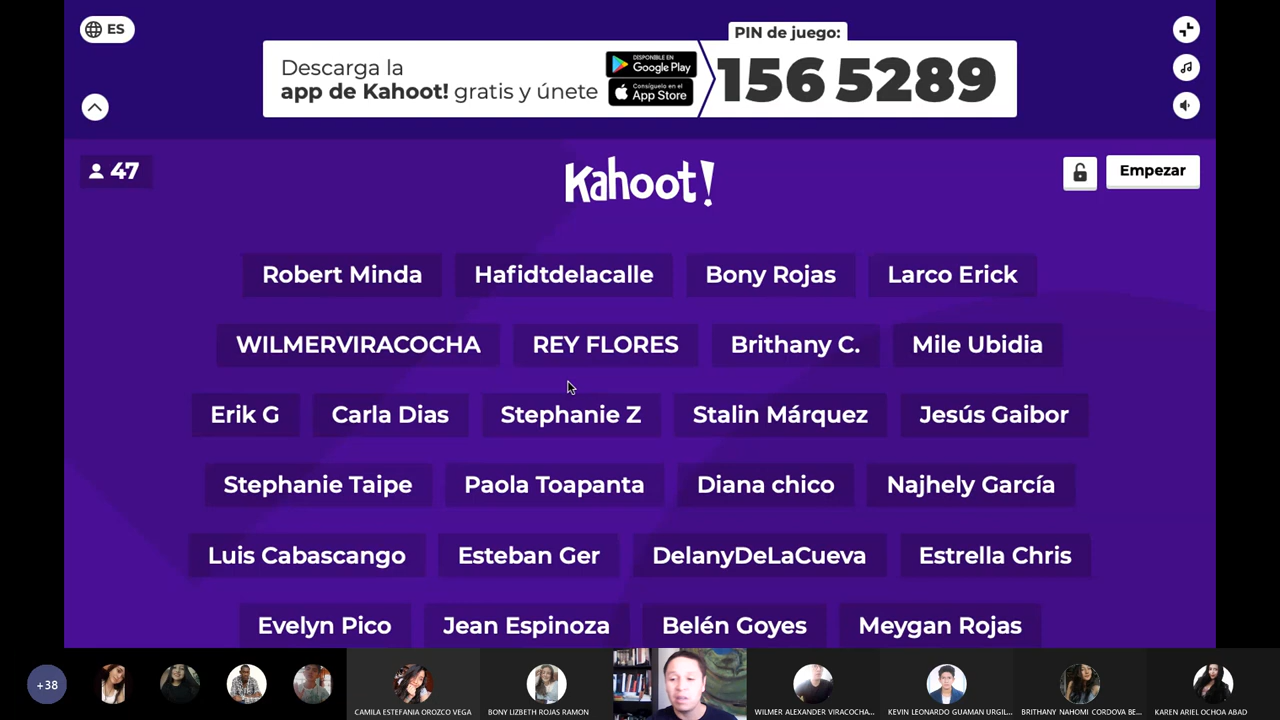 ES
PIN de juego:
Descarga la
app de Kahoot! gratis y únete
DISPONIBLE EN
Google Play
Consíguelo en el
App Store
156 5289
47
Kahoot!
Empezar
Robert Minda Hafidtdelacalle Bony Rojas Larco Erick
WILMERVIRACOCHA REY FLORES Brithany C. Mile Ubidia
Erik G Carla Dias Stephanie Z Stalin Márquez Jesús Gaibor
Stephanie Taipe Paola Toapanta Diana chico Najhely García
Luis Cabascango Esteban Ger DelanyDeLaCueva Estrella Chris
Evelyn Pico Jean Espinoza Belén Goyes Meygan Rojas
+38
CAMILA ESTEFANIA OROZCO VEGA BONY LIZBETH ROJAS RAMON WILMER ALEXANDER VIRACOCHA... KEVIN LEONARDO GUAMAN URGIL... BRITHANY NAHOMI CORDOVA BE... KAREN ARIEL OCHOA ABAD